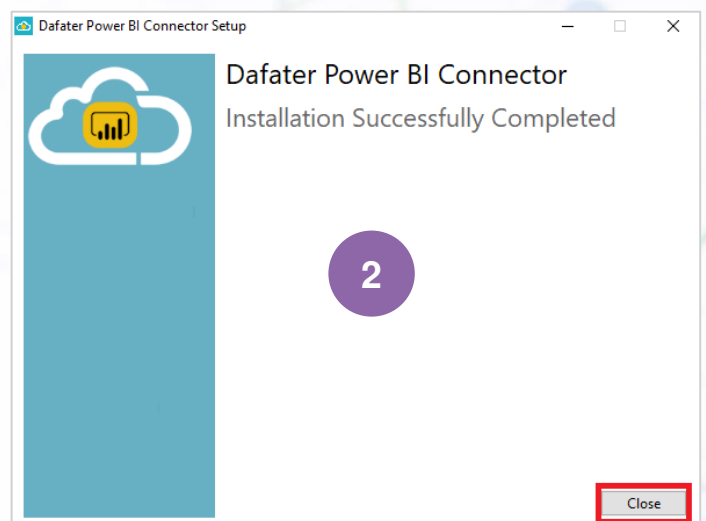 Dafater Power BI Connector Setup
Dafater Power BI Connector
Installation Successfully Completed
2
Close